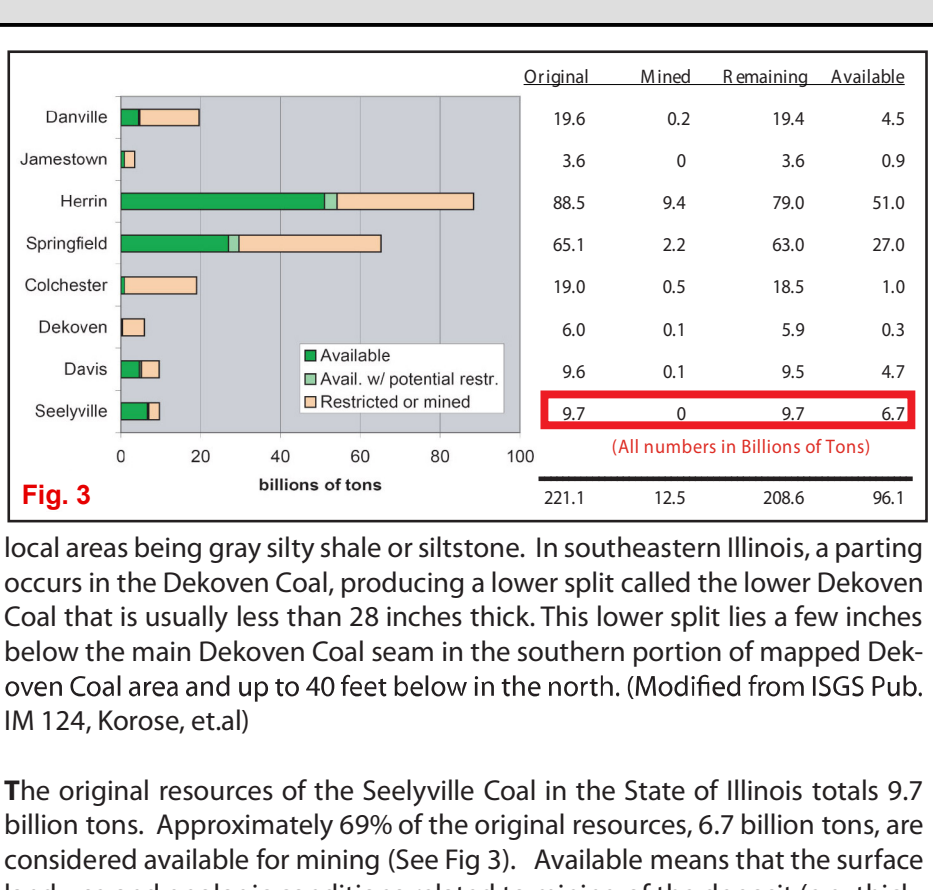 Original Mined Remaining Available
Danville 19.6 0.2 19.4 4.5
Jamestown 3.6 0 3.6 0.9
Herrin 88.5 9.4 79.0 51.0
Springfield 65.1 2.2 63.0 27.0
Colchester 19.0 0.5 18.5 1.0
Dekoven 6.0 0.1 5.9 0.3
Davis 9.6 0.1 9.5 4.7
Seelyville 9.7 0 9.7 6.7
Available
Avail. w/ potential restr.
Restricted or mined
0 20 40 60 80 100
billions of tons
(All numbers in Billions of Tons)
Fig. 3
221.1 12.5 208.6 96.1
local areas being gray silty shale or siltstone. In southeastern Illinois, a parting
occurs in the Dekoven Coal, producing a lower split called the lower Dekoven
Coal that is usually less than 28 inches thick. This lower split lies a few inches
below the main Dekoven Coal seam in the southern portion of mapped Dek-
oven Coal area and up to 40 feet below in the north. (Modified from ISGS Pub.
IM 124, Korose, et.al)
The original resources of the Seelyville Coal in the State of Illinois totals 9.7
billion tons. Approximately 69% of the original resources, 6.7 billion tons, are
considered available for mining (See Fig 3). Available means that the surface